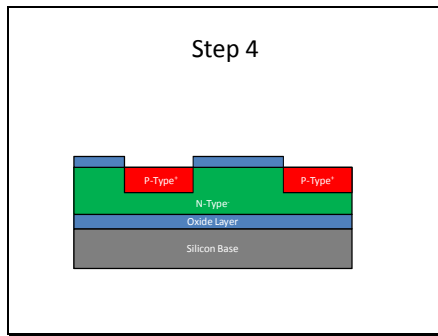 Step 4
P-Type⁺ P-Type⁺
N-Type⁻
Oxide Layer
Silicon Base